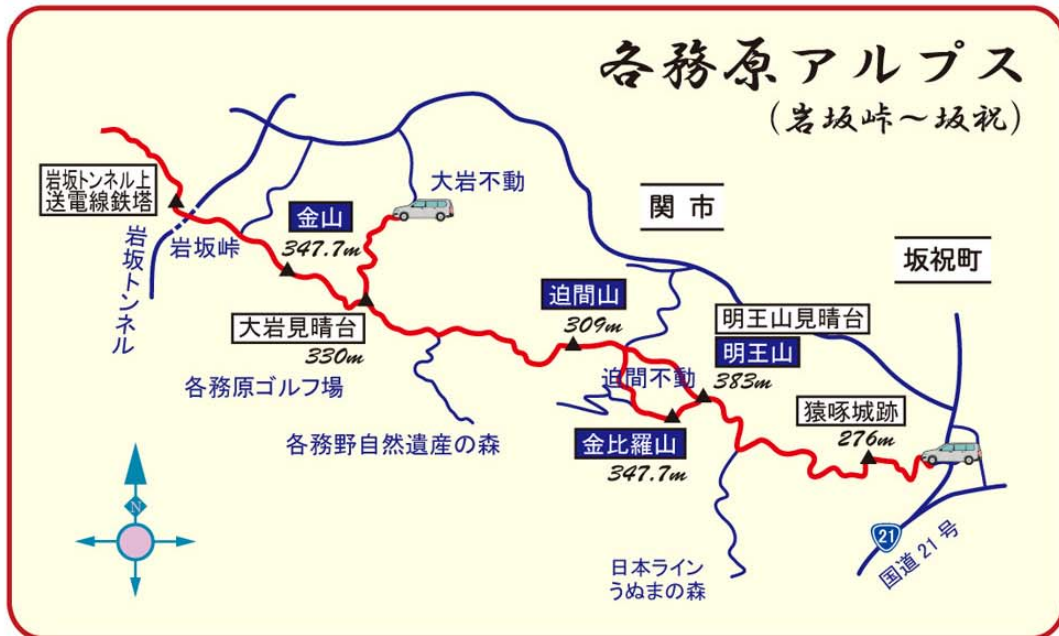 各務原アルプス
(岩坂峠～坂祝)
岩坂トンネル上
送電線鉄塔
岩坂トンネル
岩坂峠
金山
347.7m
大岩不動
関市
坂祝町
大岩見晴台
330m
迫間山
309m
明王山見晴台
明王山
383m
迫間不動
各務原ゴルフ場
各務野自然遺産の森
金比羅山
347.7m
猿啄城跡
276m
N
日本ライン
うぬまの森
21
国道21号